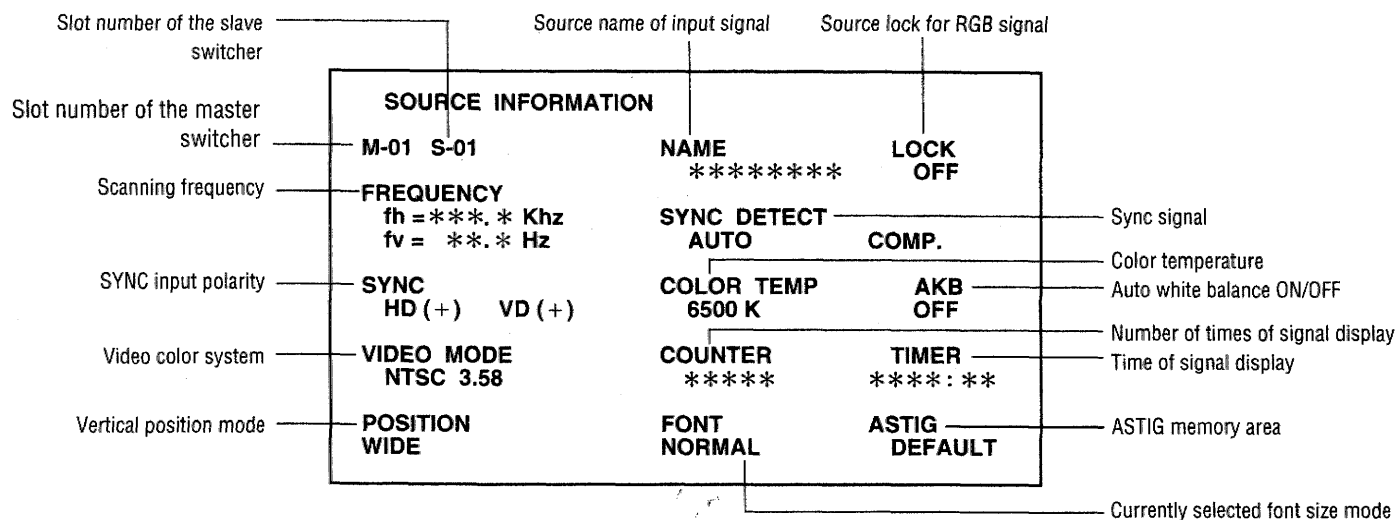 Slot number of the slave
switcher
Source name of input signal
Source lock for RGB signal
Slot number of the master
switcher
SOURCE INFORMATION
M-01 S-01
NAME
********
LOCK
OFF
Scanning frequency
FREQUENCY
fh =***.* Khz
fv = **.* Hz
SYNC DETECT
AUTO COMP.
Sync signal
SYNC input polarity
SYNC
HD (+) VD (+)
COLOR TEMP
6500 K
AKB
OFF
Color temperature
Auto white balance ON/OFF
Video color system
VIDEO MODE
NTSC 3.58
COUNTER
*****
TIMER
****:**
Number of times of signal display
Time of signal display
Vertical position mode
POSITION
WIDE
FONT
NORMAL
ASTIG
DEFAULT
ASTIG memory area
Currently selected font size mode